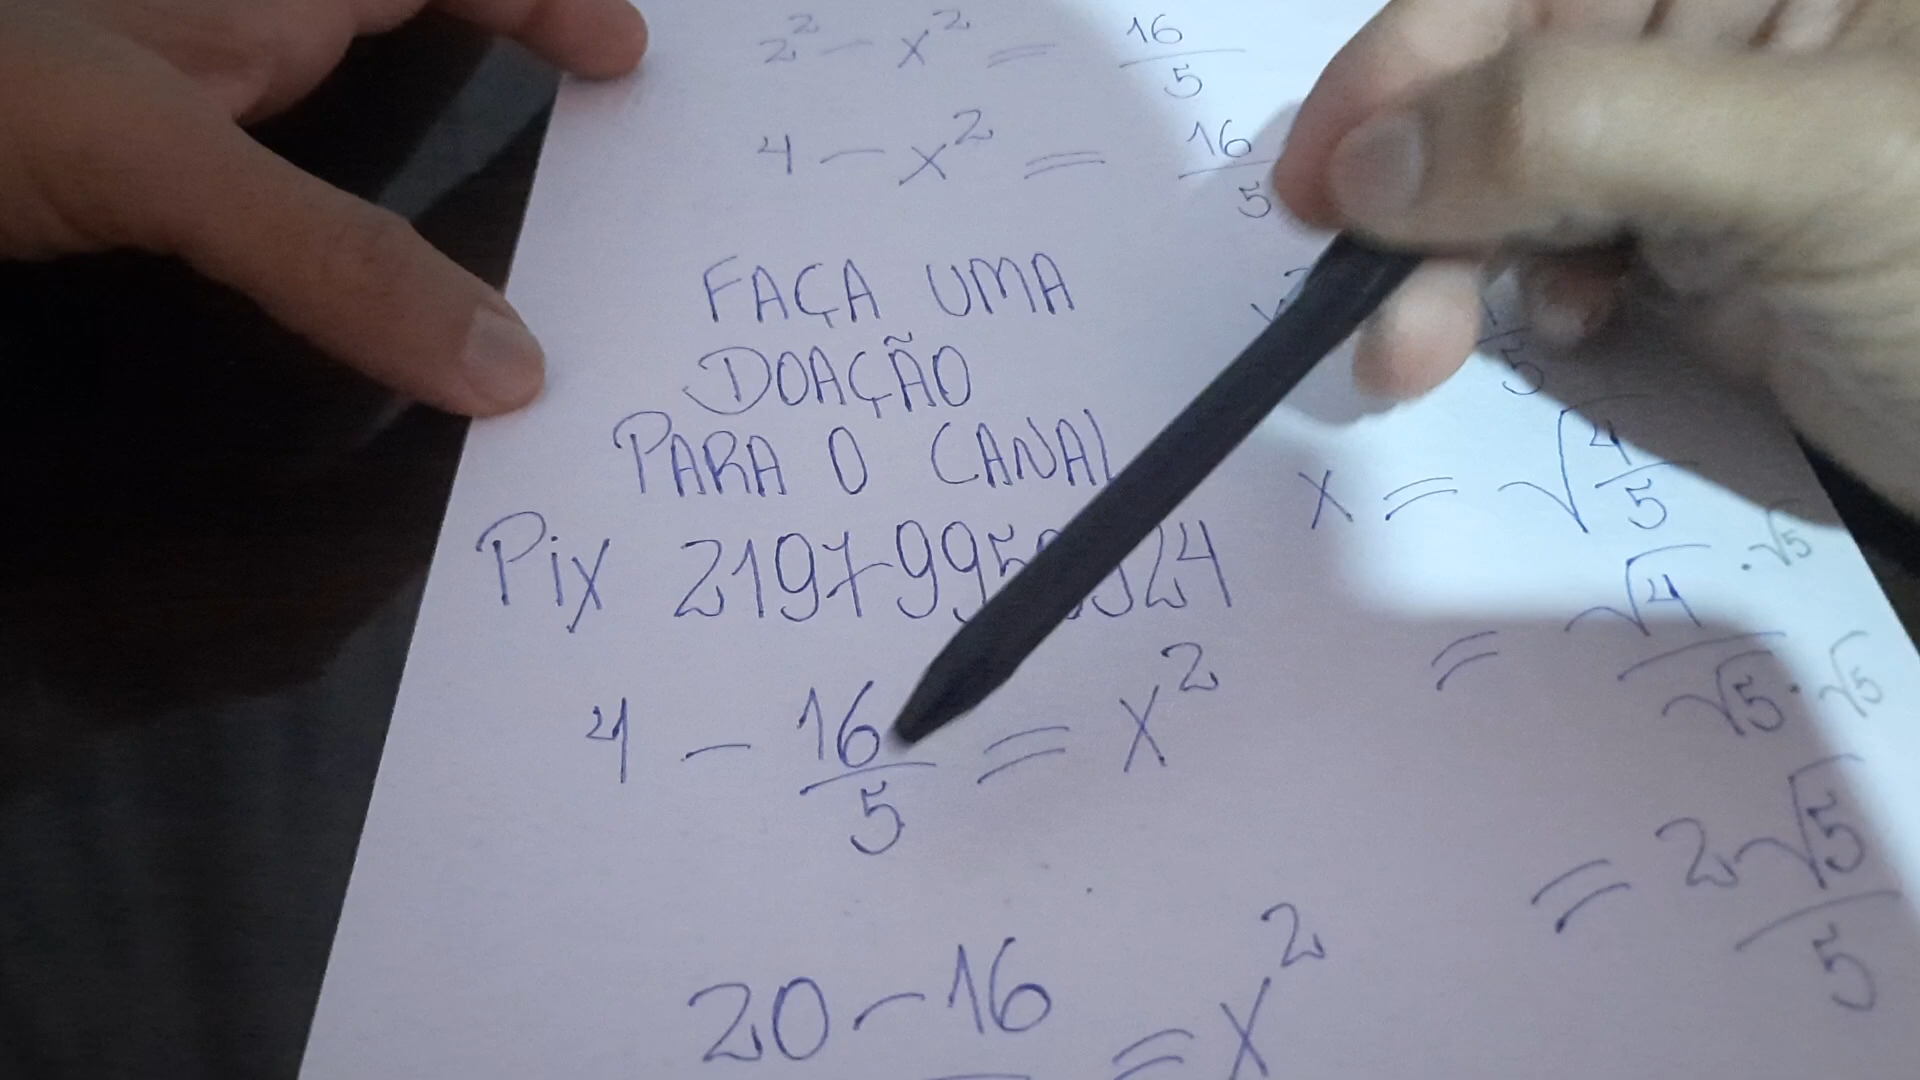 2² − x² = 16/5
4 − x² = 16/5
FAÇA UMA
DOAÇÃO
PARA O CANAL
Pix
4 − 16/5 = x²
20 − 16 = x²
x = √(4/5)
= √4 · √5 / √5 · √5
= 2√5/5